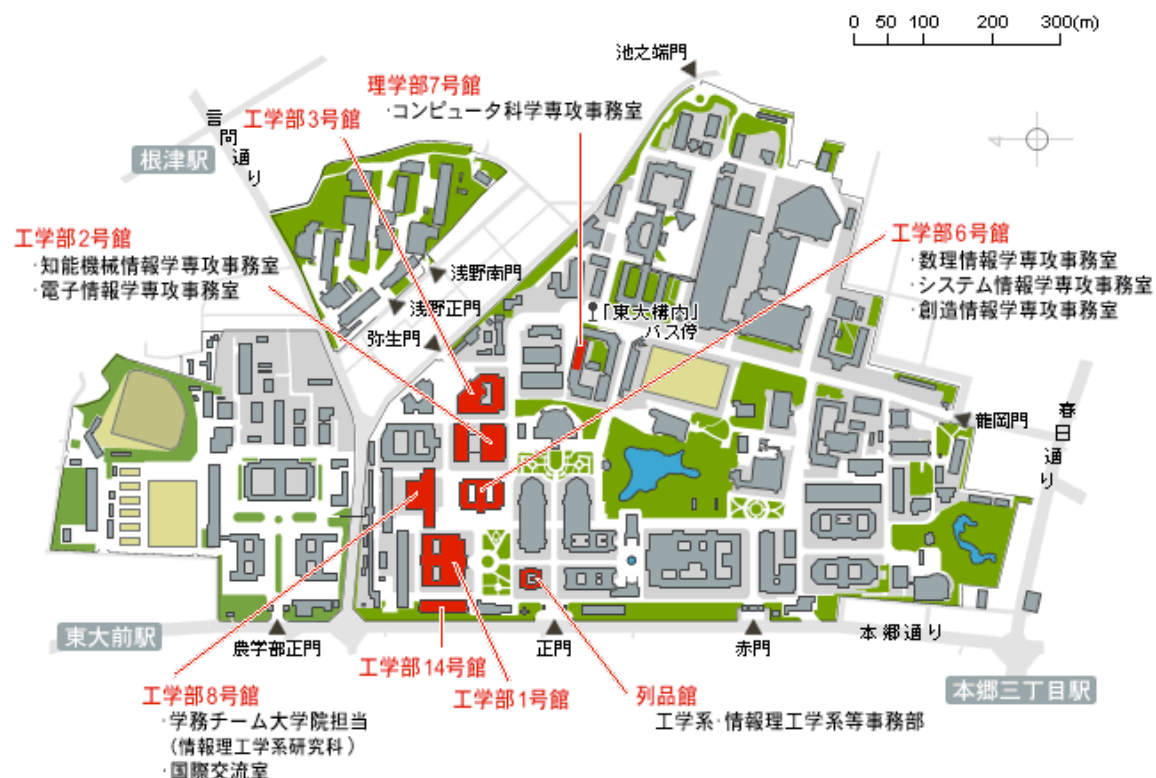 0 50 100 200 300(m)
池之端門
理学部7号館
・コンピュータ科学専攻事務室
工学部3号館
言問通り
根津駅
工学部2号館
・知能機械情報学専攻事務室
・電子情報学専攻事務室
工学部6号館
・数理情報学専攻事務室
・システム情報学専攻事務室
・創造情報学専攻事務室
浅野南門
浅野正門
弥生門
「東大構内」
バス停
龍岡門
春日通り
東大前駅
農学部正門
正門
赤門
本郷通り
本郷三丁目駅
工学部14号館
工学部1号館
工学部8号館
・学務チーム大学院担当
(情報理工学系研究科)
・国際交流室
列品館
工学系・情報理工学系等事務部